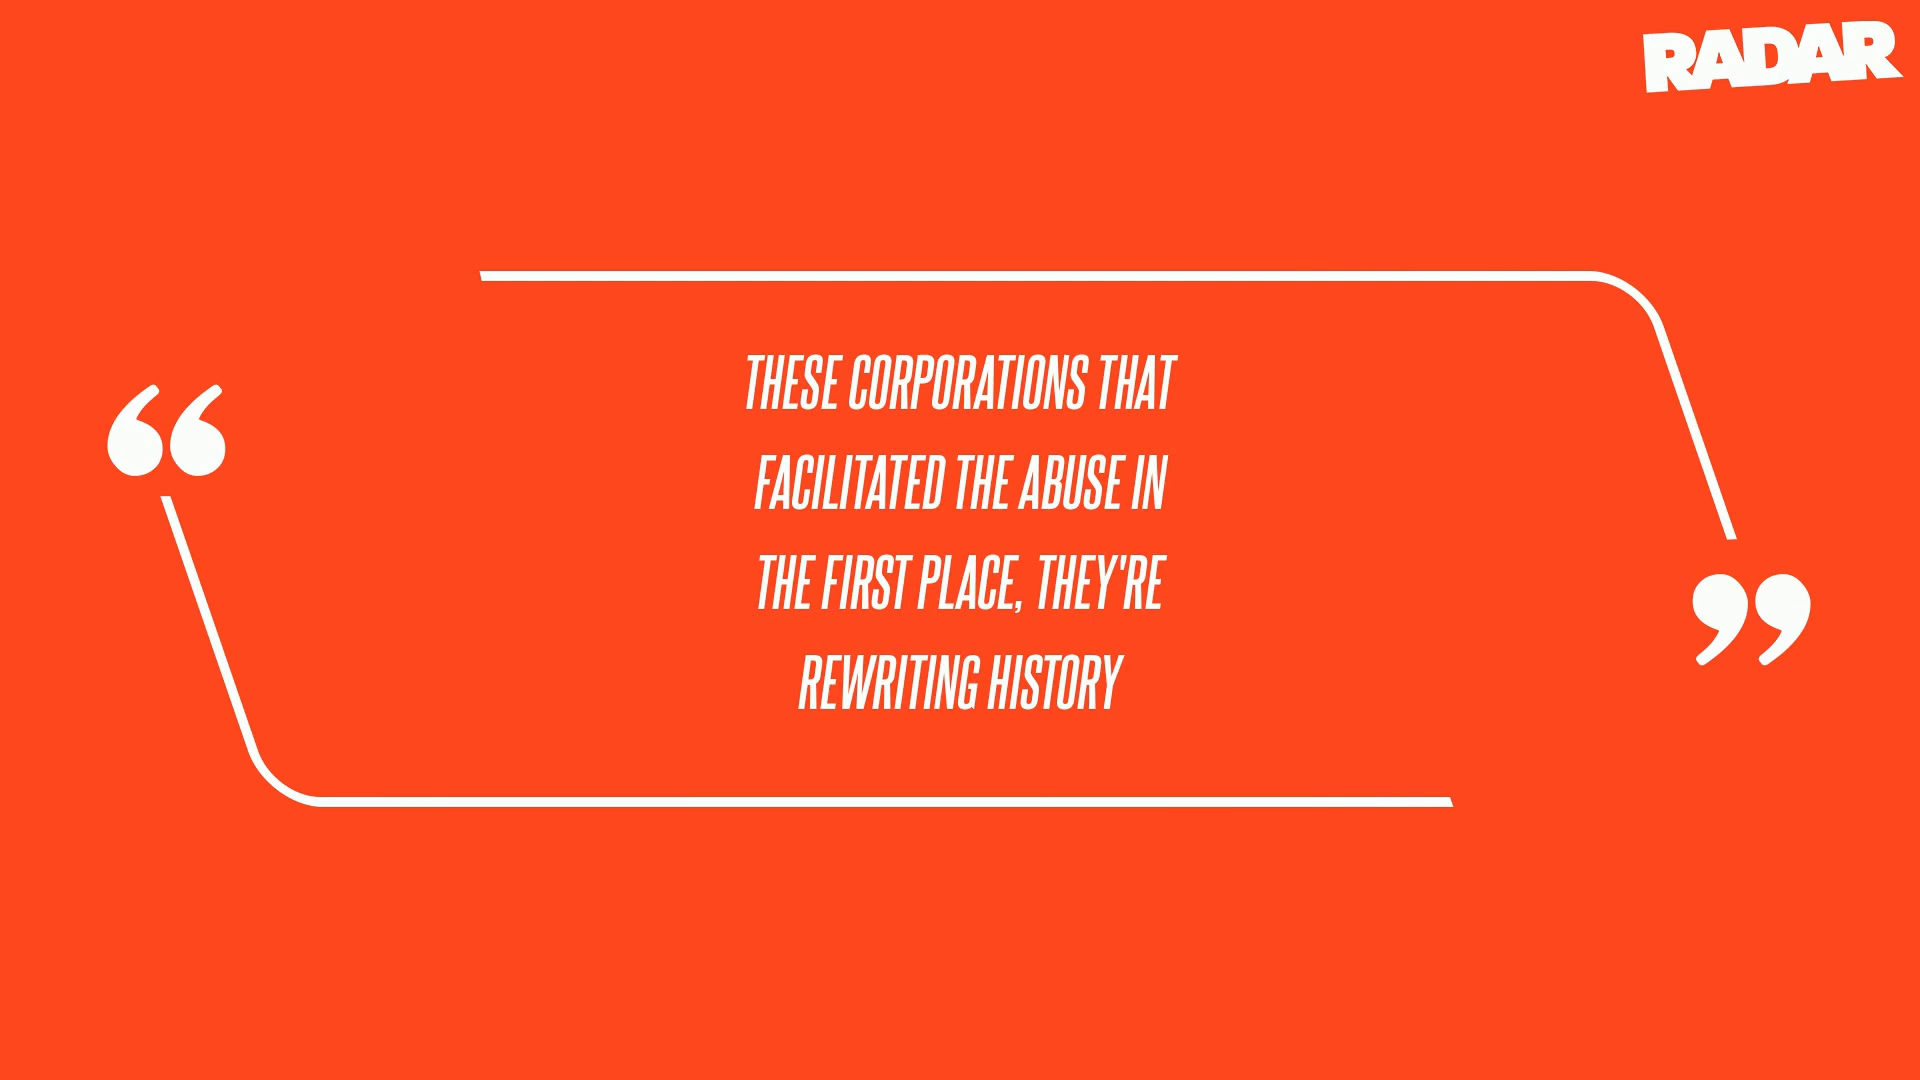 RADAR
“
THESE CORPORATIONS THAT
FACILITATED THE ABUSE IN
THE FIRST PLACE, THEY'RE
REWRITING HISTORY
”